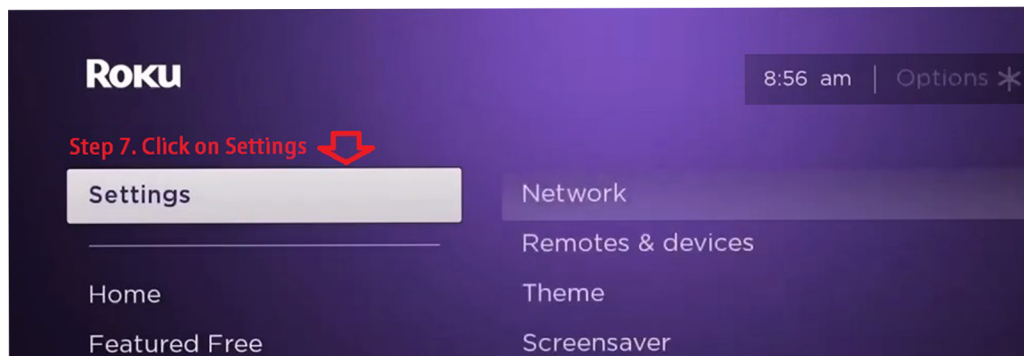 Roku
8:56 am | Options
Step 7. Click on Settings
Settings
Network
Remotes & devices
Home
Theme
Featured Free
Screensaver